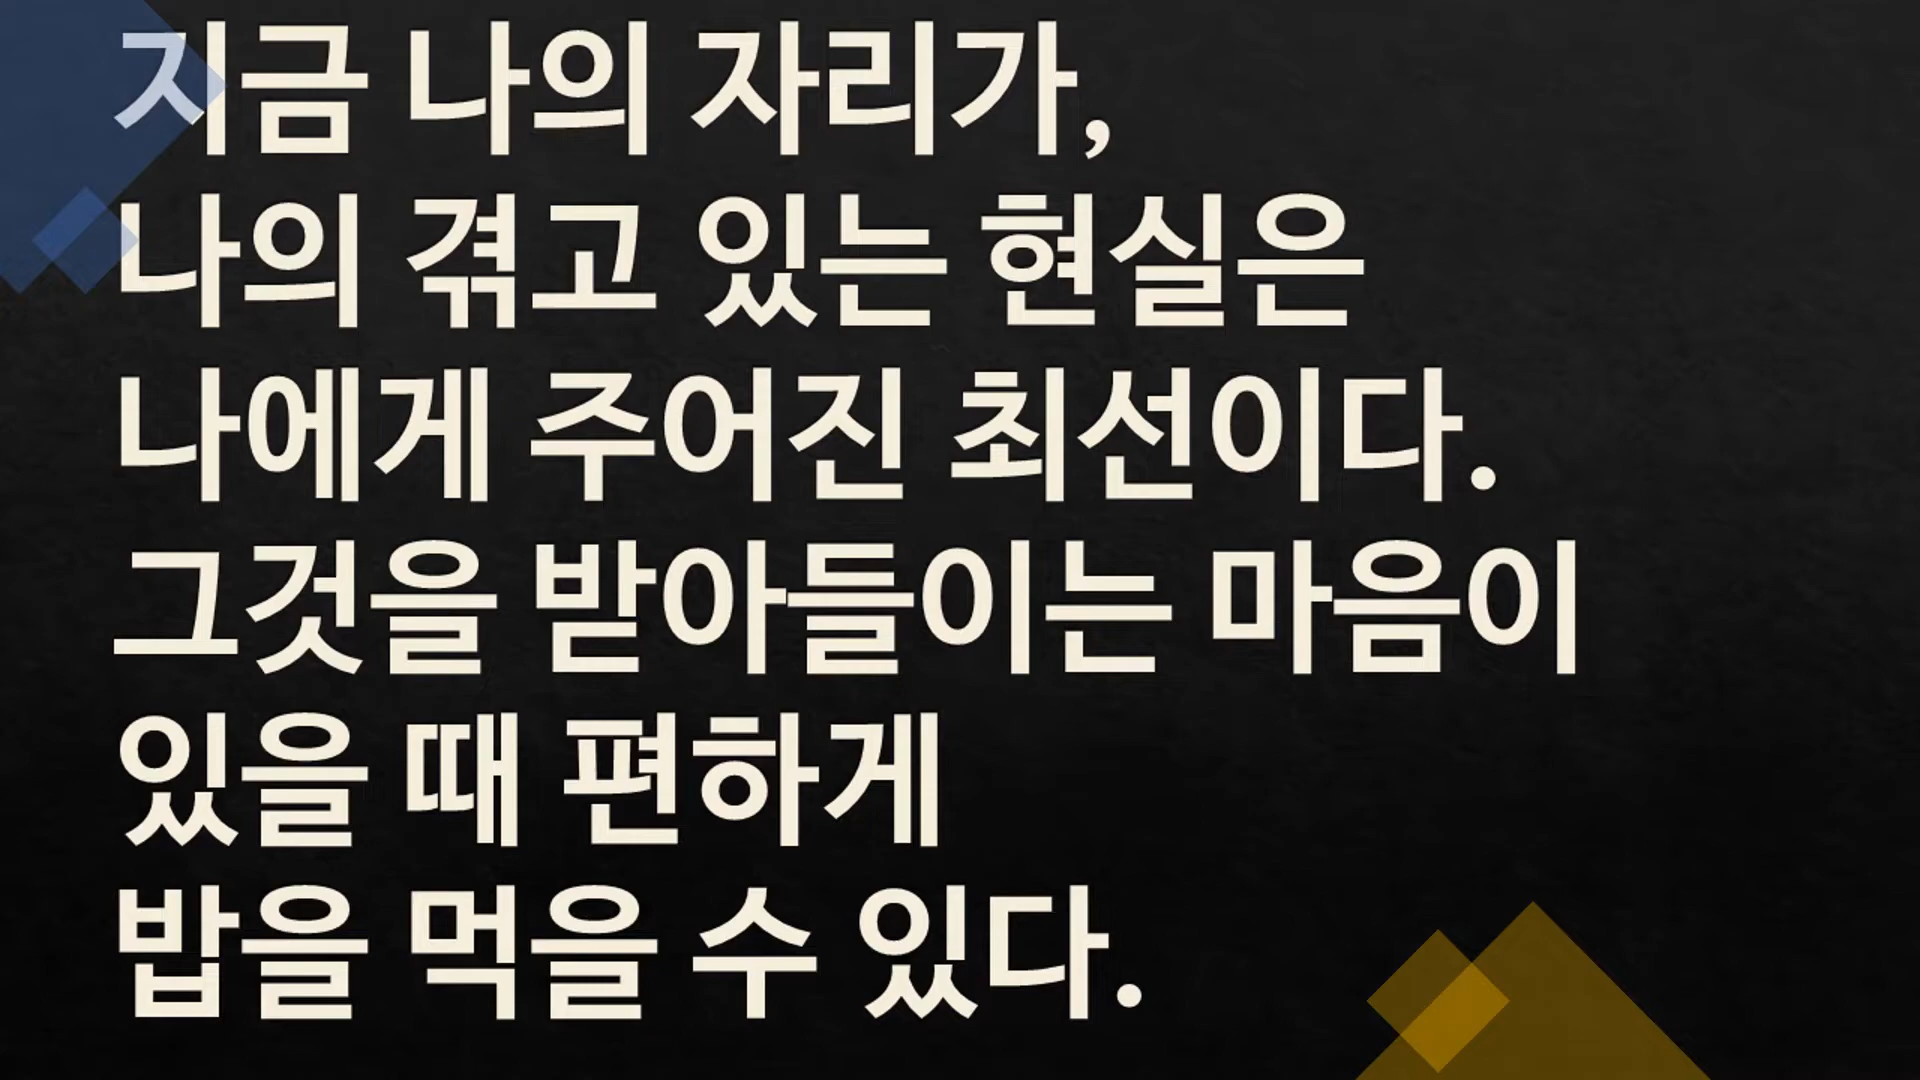 지금 나의 자리가,
나의 겪고 있는 현실은
나에게 주어진 최선이다.
그것을 받아들이는 마음이
있을 때 편하게
밥을 먹을 수 있다.